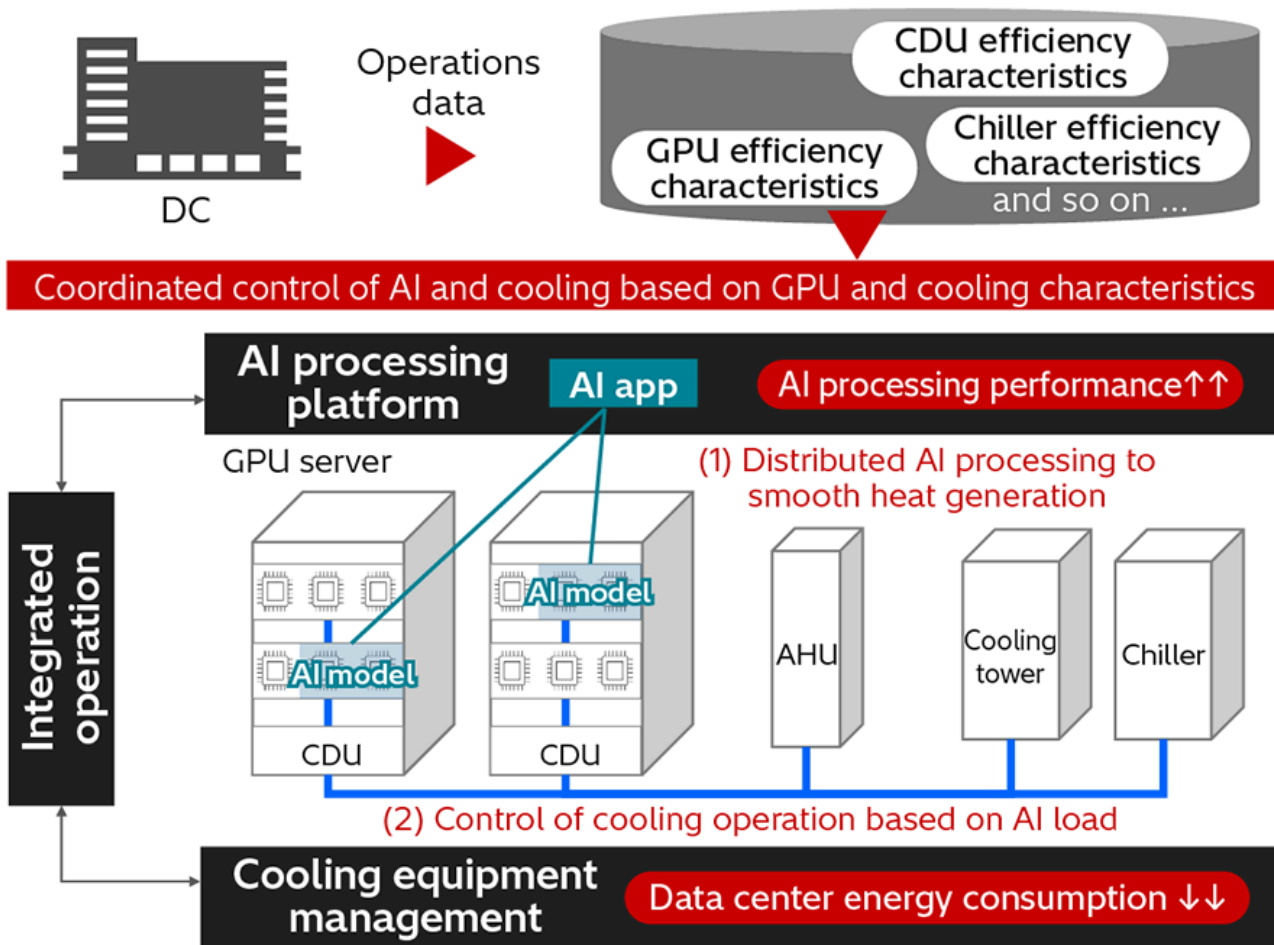 DC
Operations
data
CDU efficiency
characteristics
Chiller efficiency
characteristics
GPU efficiency
characteristics
and so on ...
Coordinated control of AI and cooling based on GPU and cooling characteristics
AI processing
platform
AI app
AI processing performance↑↑
GPU server
(1) Distributed AI processing to
smooth heat generation
Integrated
operation
AI model
AI model
CDU
CDU
AHU
Cooling
tower
Chiller
(2) Control of cooling operation based on AI load
Cooling equipment
management
Data center energy consumption ↓↓